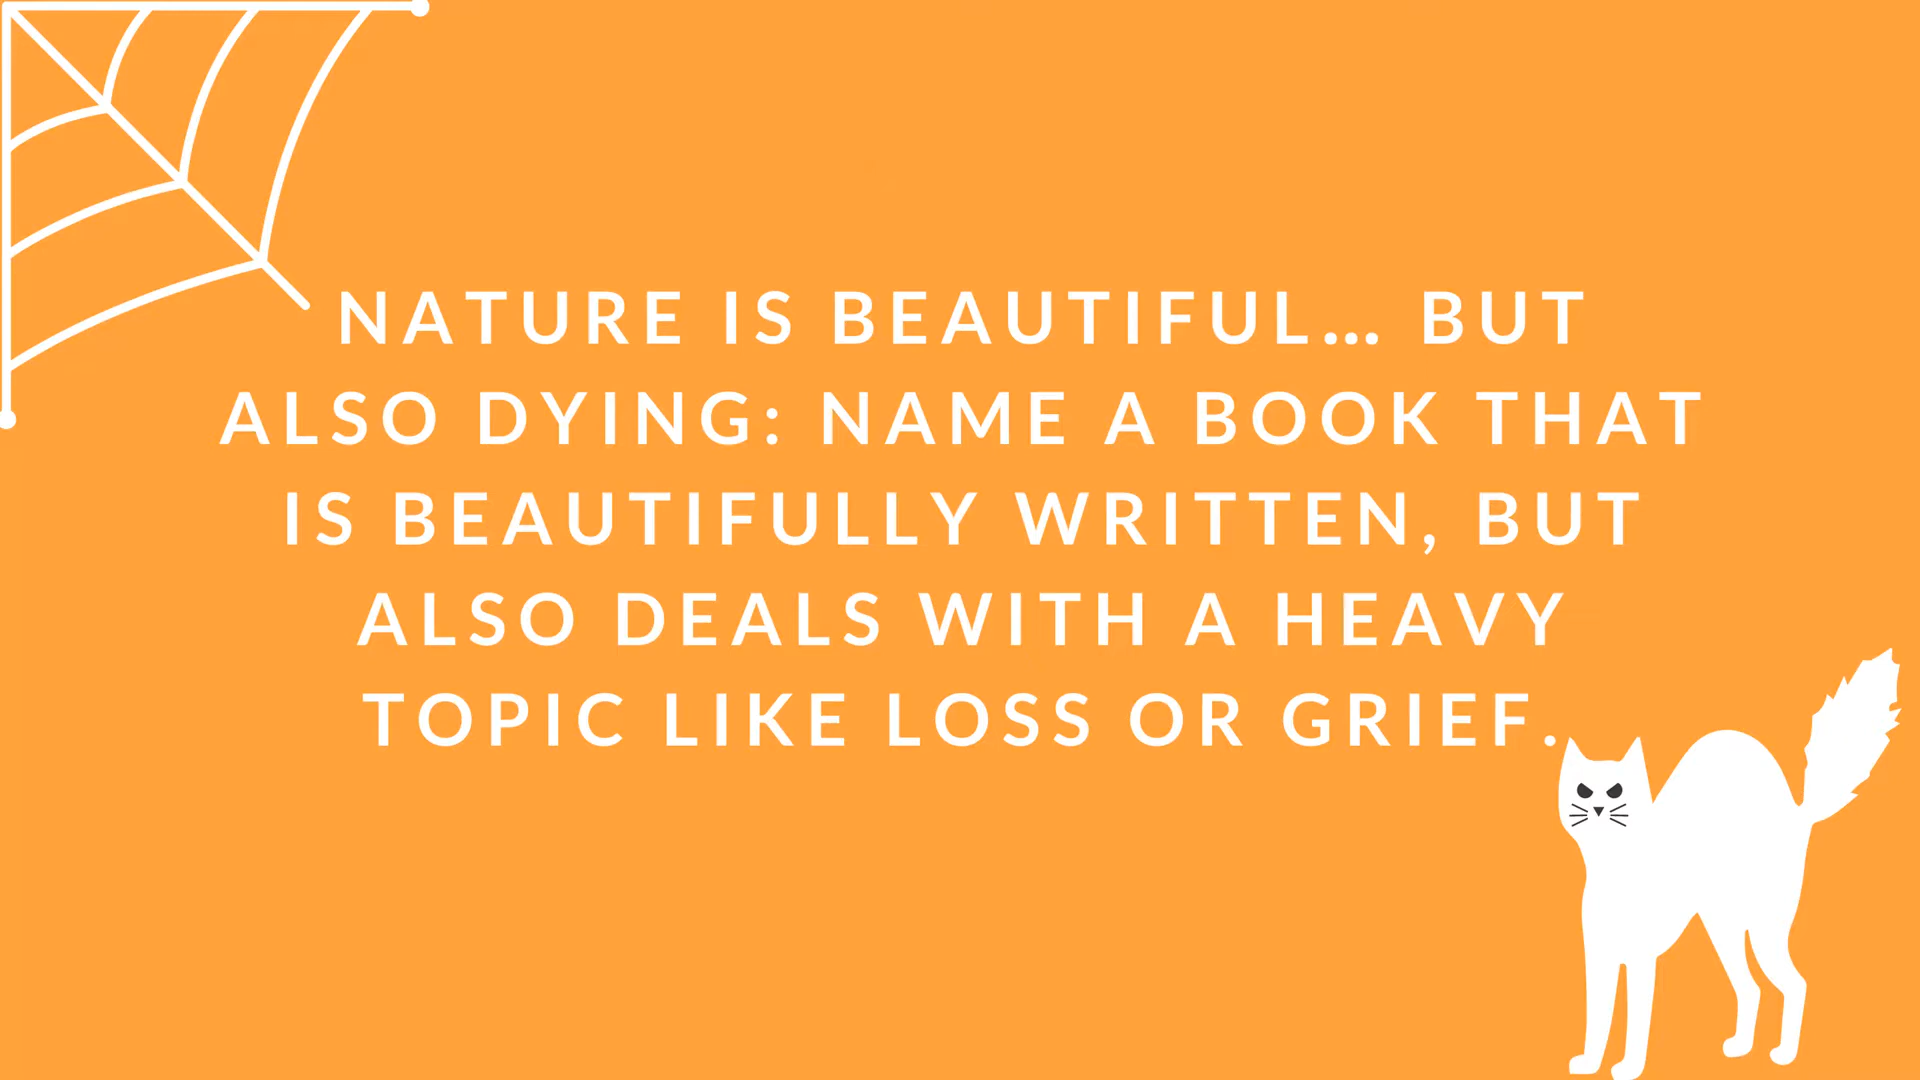 NATURE IS BEAUTIFUL... BUT
ALSO DYING: NAME A BOOK THAT
IS BEAUTIFULLY WRITTEN, BUT
ALSO DEALS WITH A HEAVY
TOPIC LIKE LOSS OR GRIEF.